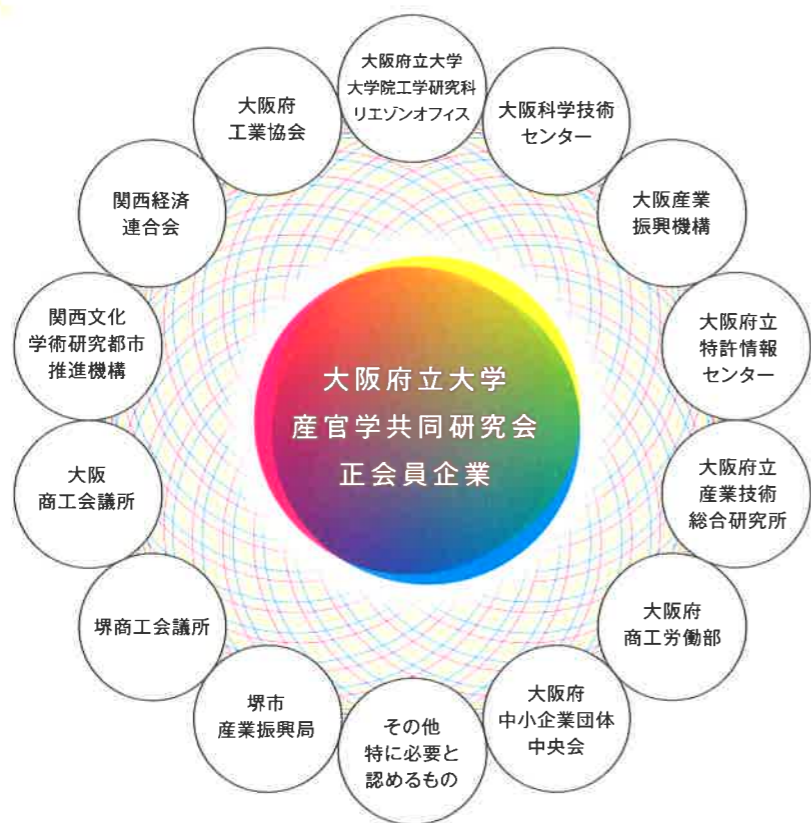 大阪府立大学
大学院工学研究科
リエゾンオフィス
大阪科学技術
センター
大阪産業
振興機構
大阪府立
特許情報
センター
大阪府立
産業技術
総合研究所
大阪府
商工労働部
大阪府
中小企業団体
中央会
その他
特に必要と
認めるもの
堺市
産業振興局
堺商工会議所
大阪
商工会議所
関西文化
学術研究都市
推進機構
関西経済
連合会
大阪府
工業協会
大阪府立大学
産官学共同研究会
正会員企業